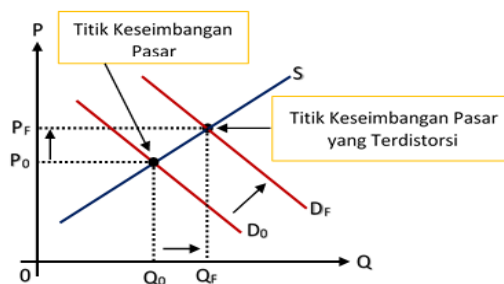 P
Titik Keseimbangan
Pasar
S
Titik Keseimbangan Pasar
yang Terdistorsi
PF
P0
DF
D0
0
Q0
QF
Q